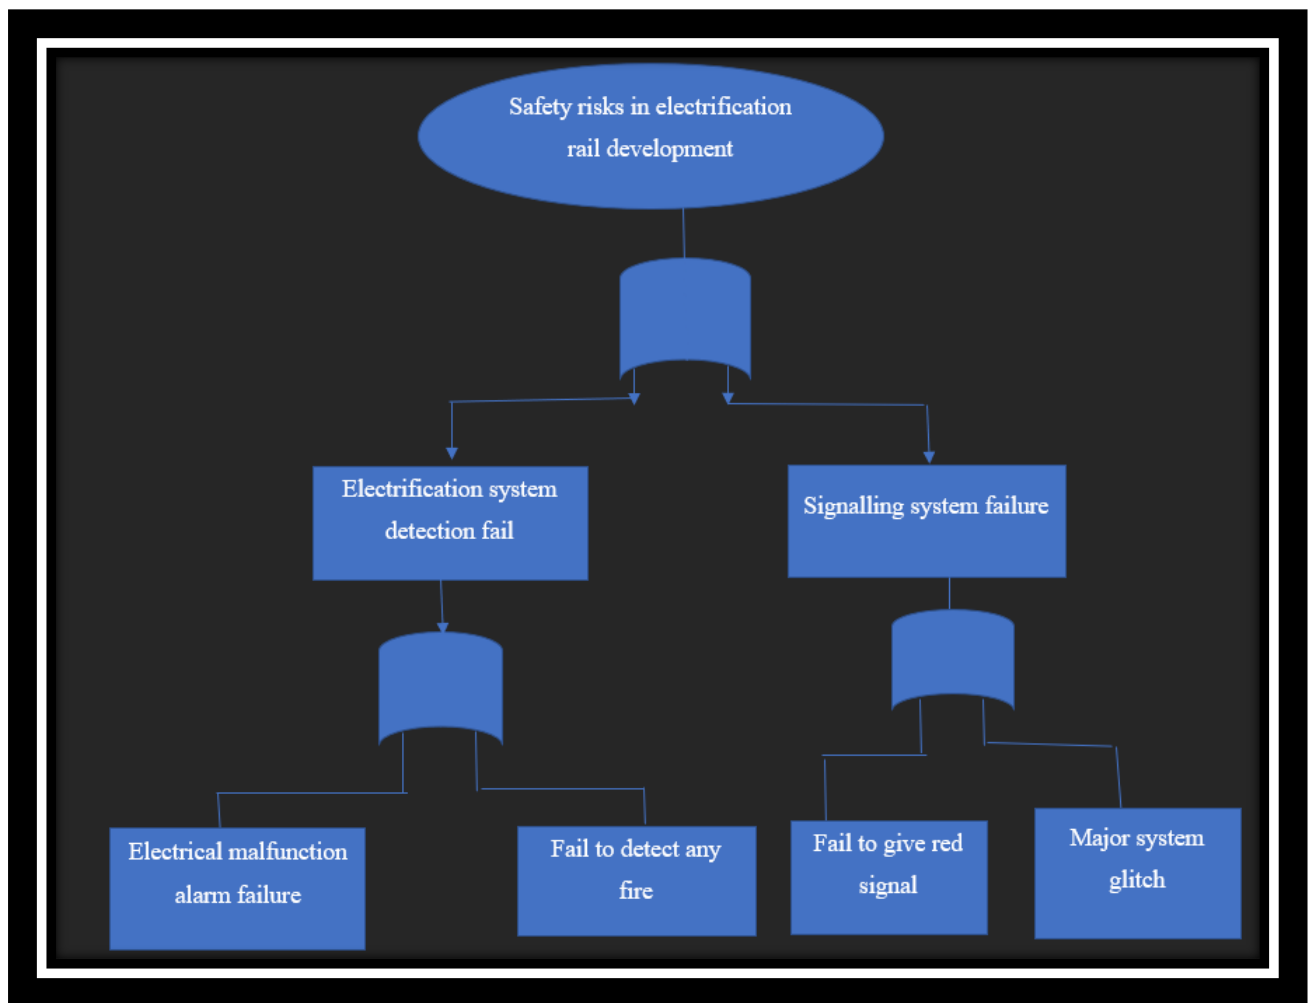 Safety risks in electrification
rail development
Electrification system
detection fail
Signalling system failure
Electrical malfunction
alarm failure
Fail to detect any
fire
Fail to give red
signal
Major system
glitch